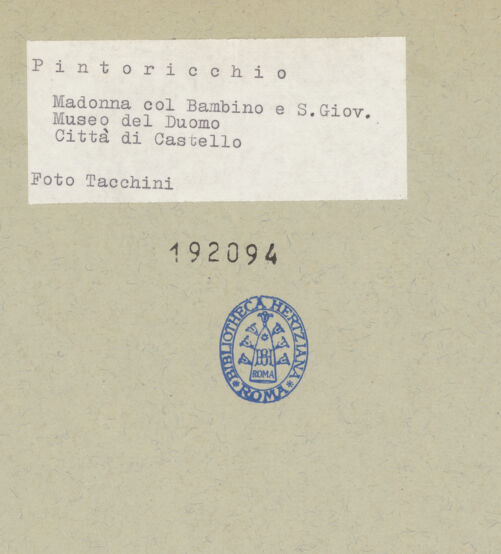 Pintoricchio
Madonna col Bambino e S.Giov.
Museo del Duomo
Città di Castello
Foto Tacchini
192094
BIBLIOTHECA HERTZIANA
ROMA
* ROMA *